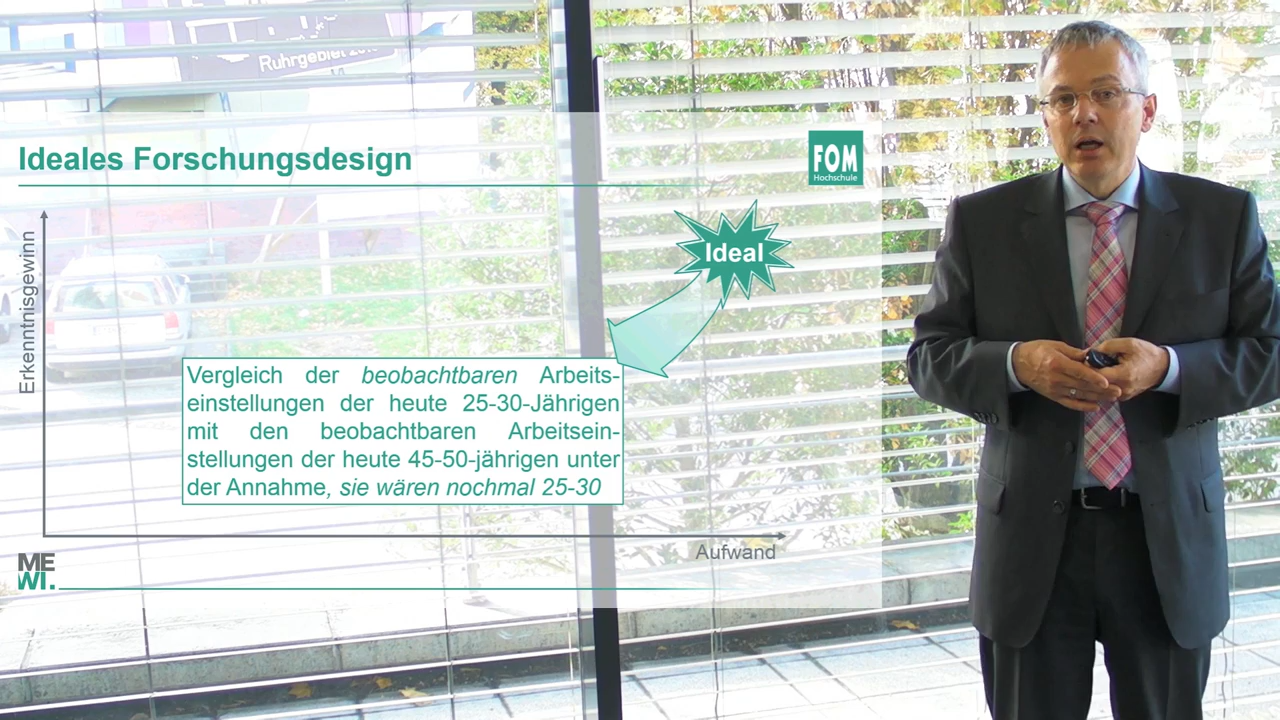 Ruhrgebiet
Ideales Forschungsdesign
FOM
Hochschule
Erkenntnisgewinn
Ideal
Vergleich der beobachtbaren Arbeits-
einstellungen der heute 25-30-Jährigen
mit den beobachtbaren Arbeitsein-
stellungen der heute 45-50-jährigen unter
der Annahme, sie wären nochmal 25-30
Aufwand
ME
WI.